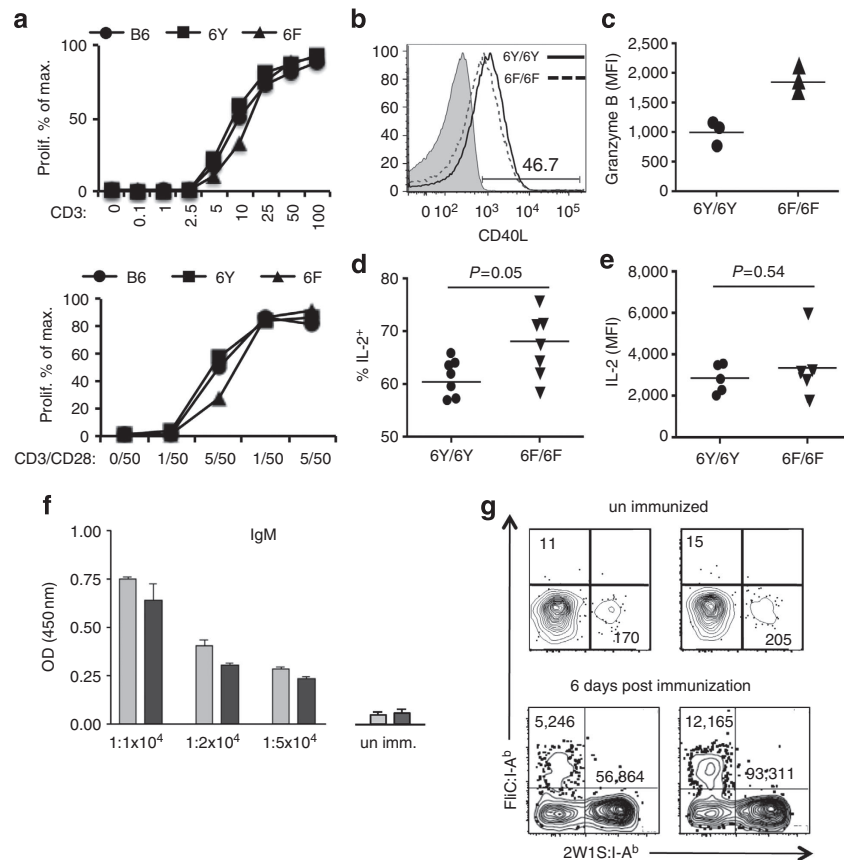 a
B6 6Y 6F
Prolif. % of max.
100
50
0
CD3: 0 0.1 1 2.5 5 10 25 50 100
B6 6Y 6F
Prolif. % of max.
100
80
60
40
20
0
CD3/CD28: 0/50 1/50 5/50 1/50 5/50
b
6Y/6Y
6F/6F
100
80
60
40
20
0
46.7
0 10² 10³ 10⁴ 10⁵
CD40L
c
Granzyme B (MFI)
2,500
2,000
1,500
1,000
500
0
6Y/6Y 6F/6F
d
P=0.05
% IL-2⁺
80
70
60
50
6Y/6Y 6F/6F
e
P=0.54
IL-2 (MFI)
8,000
6,000
4,000
2,000
0
6Y/6Y 6F/6F
f
IgM
OD (450 nm)
1.00
0.75
0.50
0.25
0.00
1:1x10⁴ 1:2x10⁴ 1:5x10⁴ un imm.
g
un immunized
11
170
15
205
6 days post immunization
5,246
56,864
12,165
93,311
FliC:I-Aᵇ
2W1S:I-Aᵇ